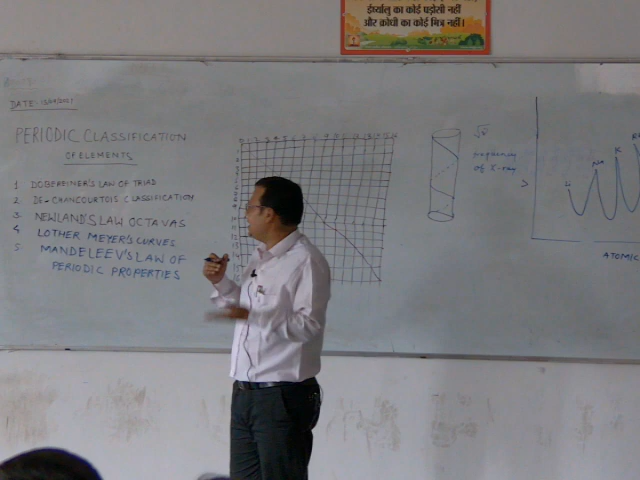 ईर्ष्यालु का कोई पड़ोसी नहीं
और क्रोधी का कोई मित्र नहीं।
DATE:
PERIODIC CLASSIFICATION
OF ELEMENTS
1 DOBEREINER'S LAW OF TRIAD
2 DE-CHANCOURTOIS CLASSIFICATION
3 NEWLAND'S LAW OCTAVAS
4 LOTHER MEYER'S CURVES
5 MANDELEEV'S LAW OF
PERIODIC PROPERTIES
√υ
frequency
of X-ray
Li
Na
K
Rb
ATOMIC